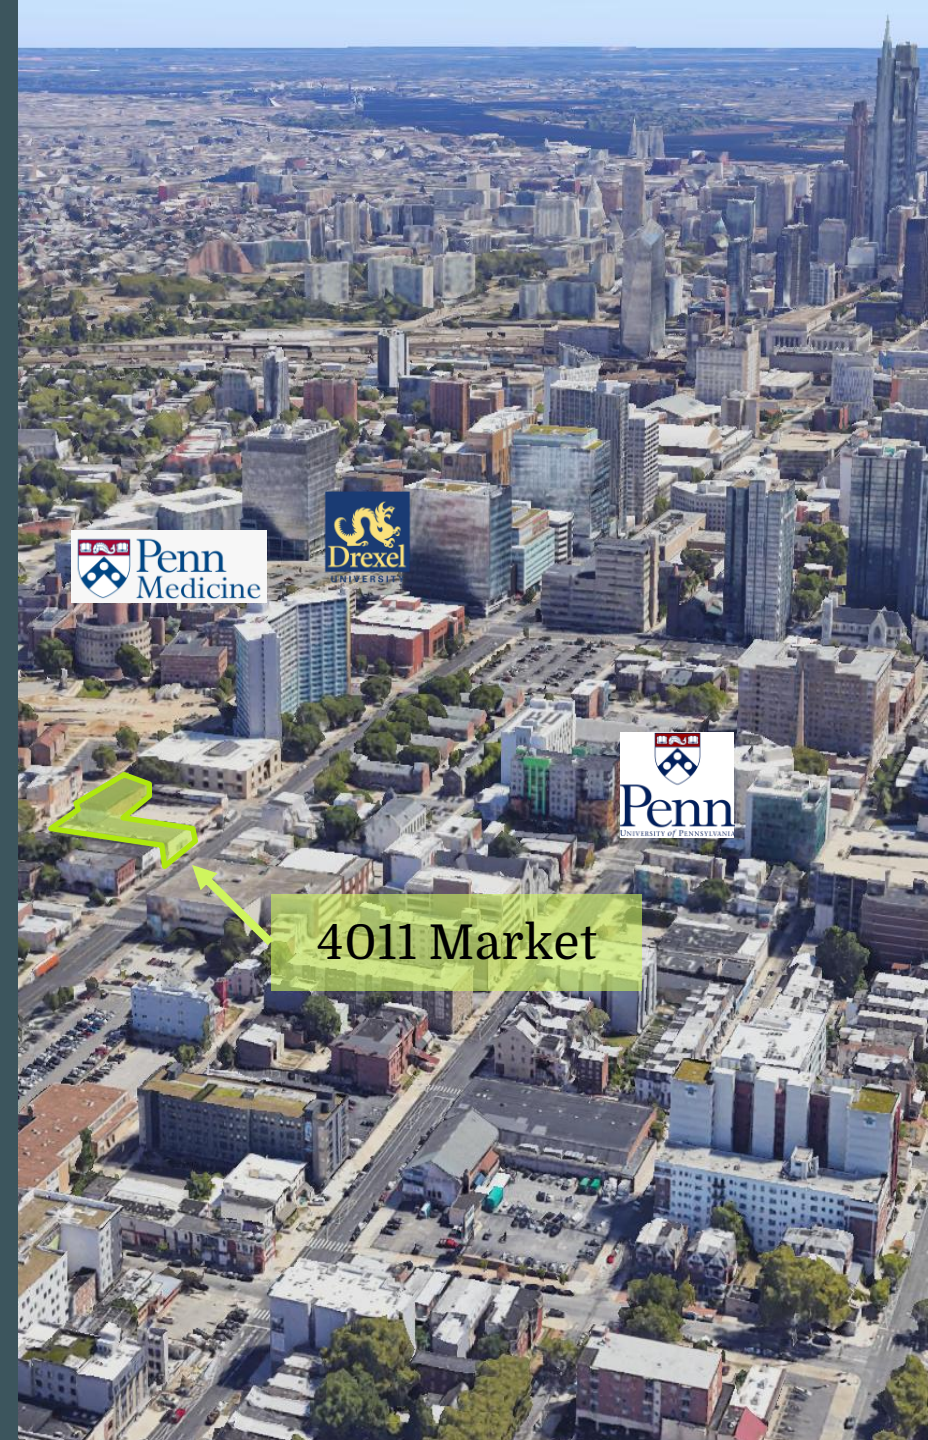 Penn
Medicine
Drexel
UNIVERSITY
Penn
UNIVERSITY of PENNSYLVANIA
4011 Market